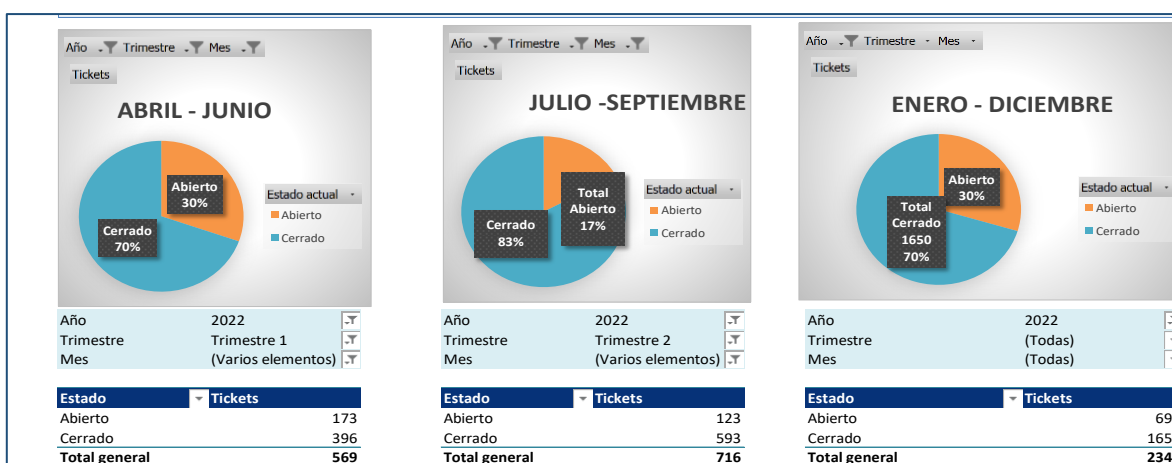 Año Trimestre Mes
Tickets
ABRIL - JUNIO
Abierto
30%
Cerrado
70%
Estado actual
Abierto
Cerrado
Año 2022
Trimestre Trimestre 1
Mes (Varios elementos)
Estado Tickets
Abierto 173
Cerrado 396
Total general 569
Año Trimestre Mes
Tickets
JULIO -SEPTIEMBRE
Total
Abierto
17%
Cerrado
83%
Estado actual
Abierto
Cerrado
Año 2022
Trimestre Trimestre 2
Mes (Varios elementos)
Estado Tickets
Abierto 123
Cerrado 593
Total general 716
Año Trimestre Mes
Tickets
ENERO - DICIEMBRE
Abierto
30%
Total
Cerrado
1650
70%
Estado actual
Abierto
Cerrado
Año 2022
Trimestre (Todas)
Mes (Todas)
Estado Tickets
Abierto 69
Cerrado 165
Total general 234